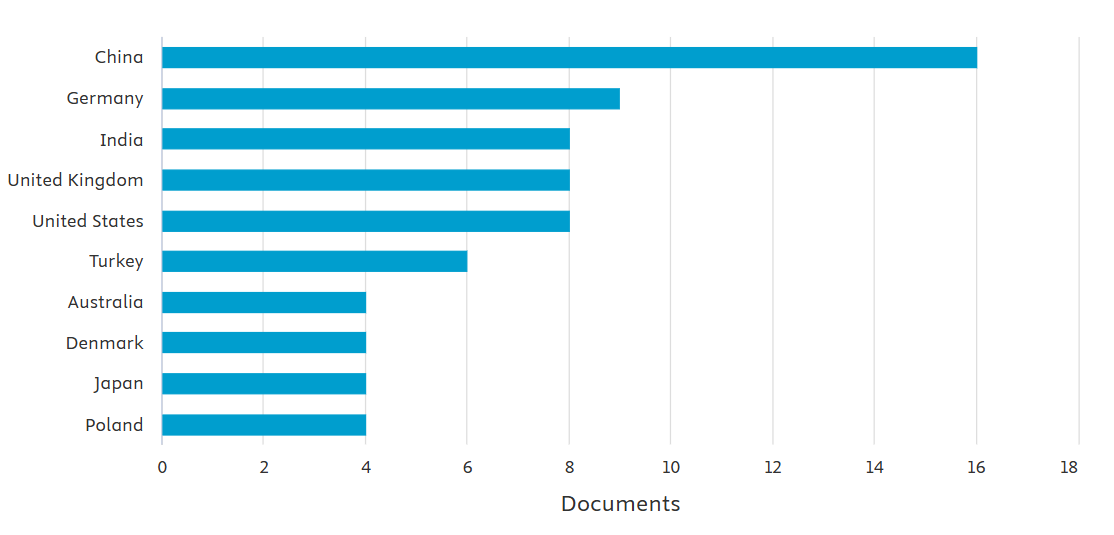 China
Germany
India
United Kingdom
United States
Turkey
Australia
Denmark
Japan
Poland
0 2 4 6 8 10 12 14 16 18
Documents